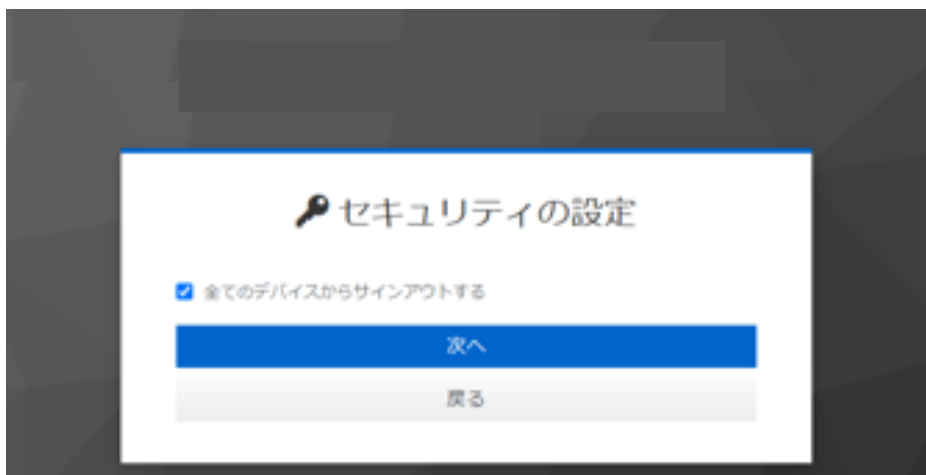 セキュリティの設定
全てのデバイスからサインアウトする
次へ
戻る